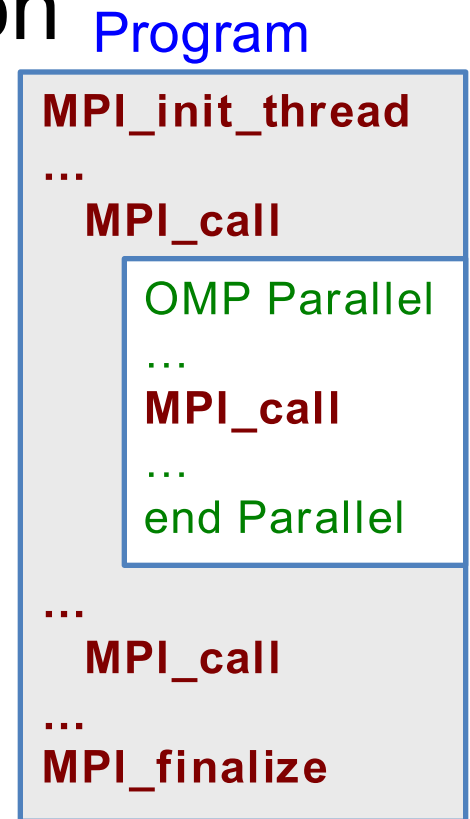 on Program
MPI_init_thread
...
MPI_call
OMP Parallel
...
MPI_call
...
end Parallel
...
MPI_call
...
MPI_finalize